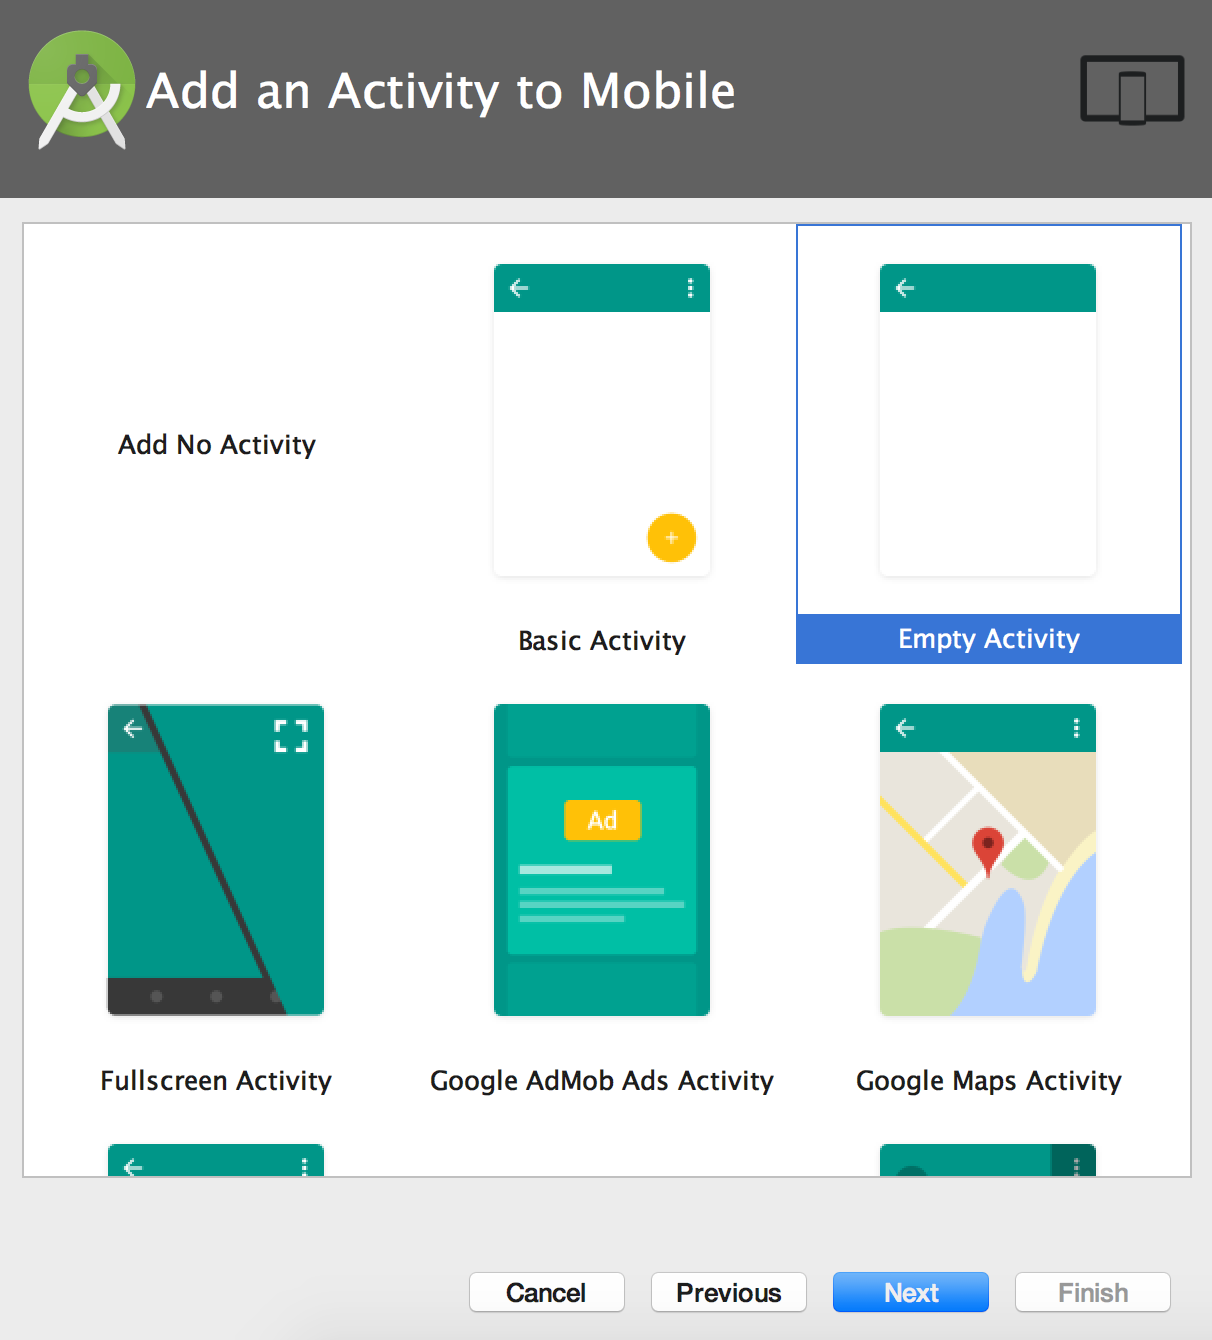 Add an Activity to Mobile
Add No Activity
Basic Activity
Empty Activity
Ad
Fullscreen Activity
Google AdMob Ads Activity
Google Maps Activity
Cancel
Previous
Next
Finish